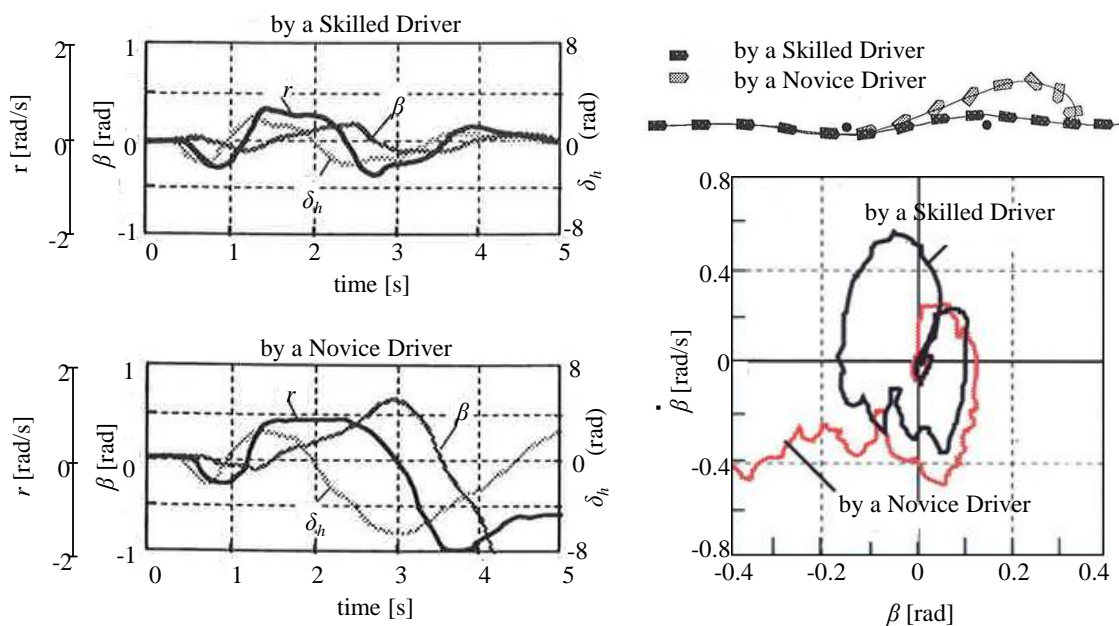 by a Skilled Driver
2
1
0
0
-2
-1
8
0
-8
r [rad/s]
β [rad]
δh (rad)
r
β
δh
0 1 2 3 4 5
time [s]
by a Novice Driver
2
1
0
0
-2
-1
8
0
-8
r [rad/s]
β [rad]
δh (rad)
r
β
δh
0 1 2 3 4 5
time [s]
by a Skilled Driver
by a Novice Driver
0.8
0.4
0
-0.4
-0.8
β̇ [rad/s]
by a Skilled Driver
by a Novice Driver
-0.4 -0.2 0 0.2 0.4
β [rad]